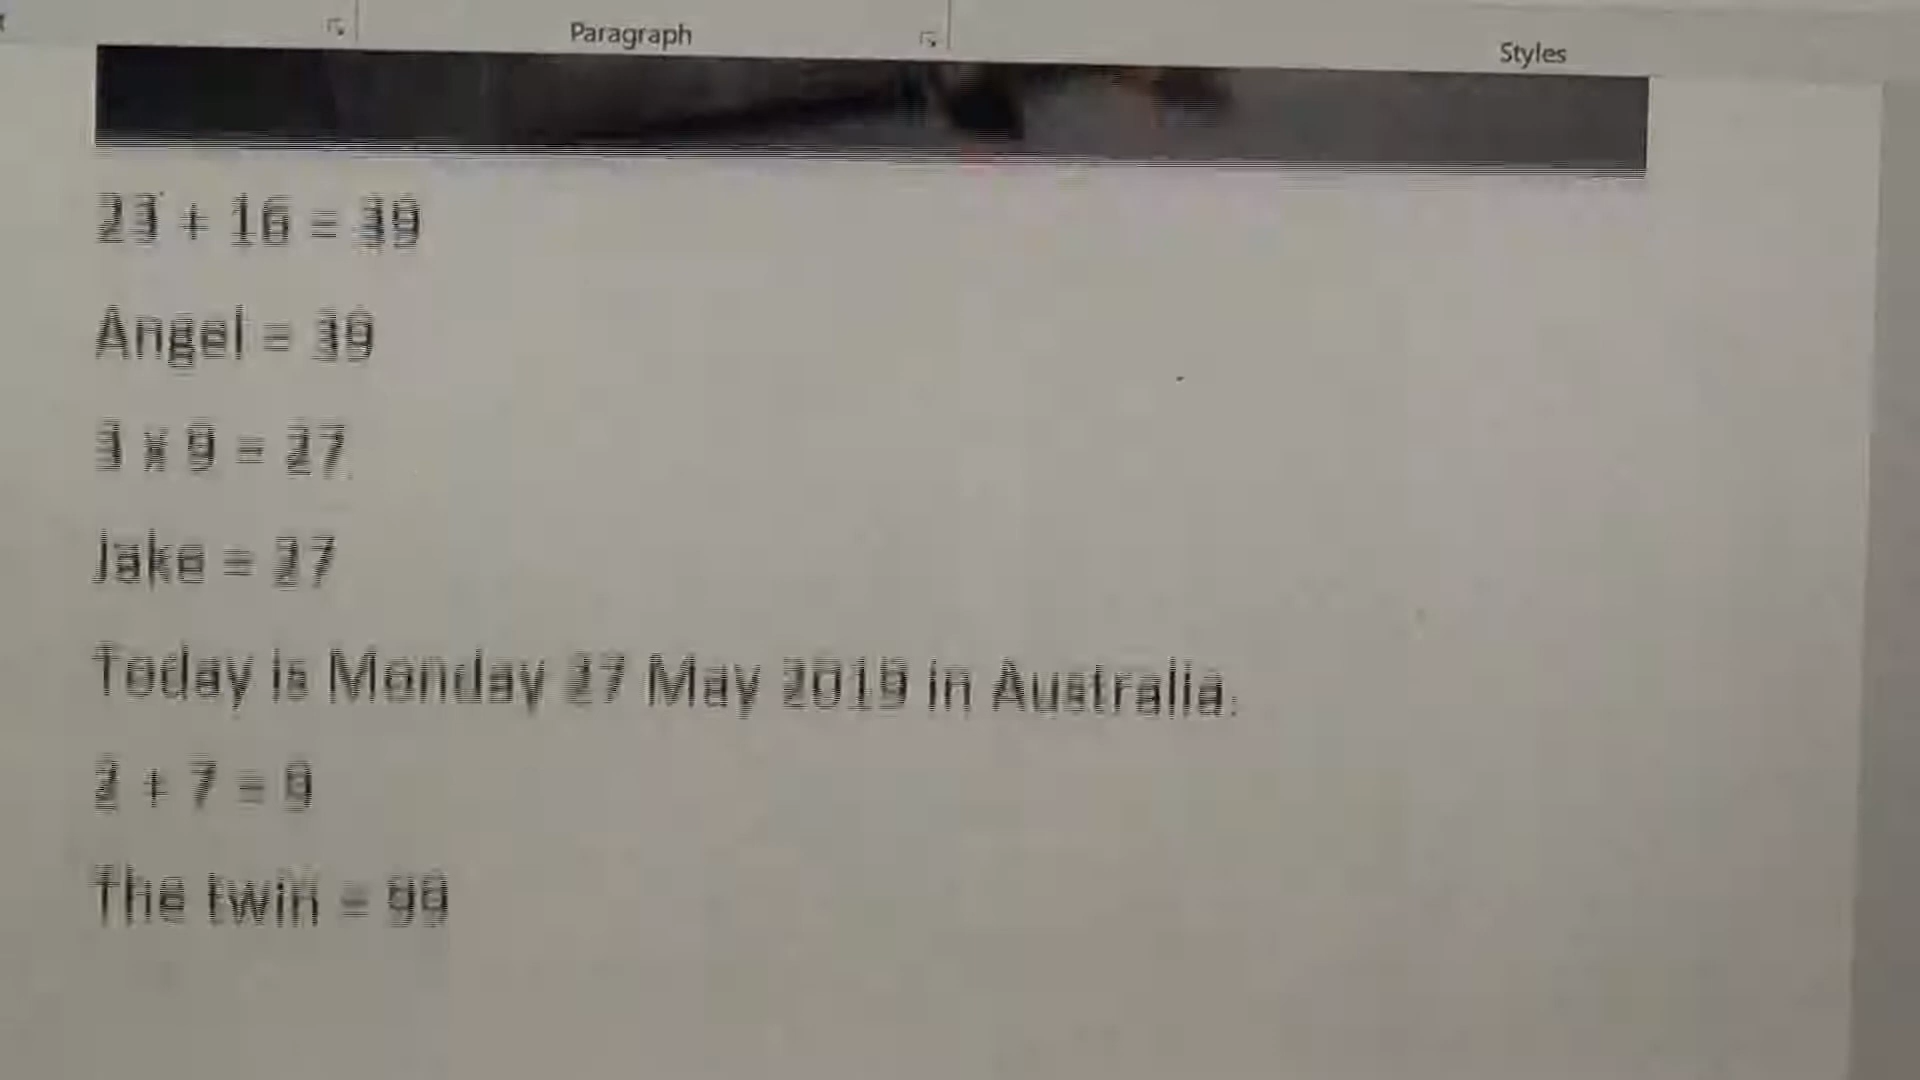 Paragraph
Styles
23 + 16 = 39
Angel = 39
3 x 9 = 27
Jake = 27
Today is Monday 27 May 2019 in Australia.
2 + 7 = 9
The twin = 99